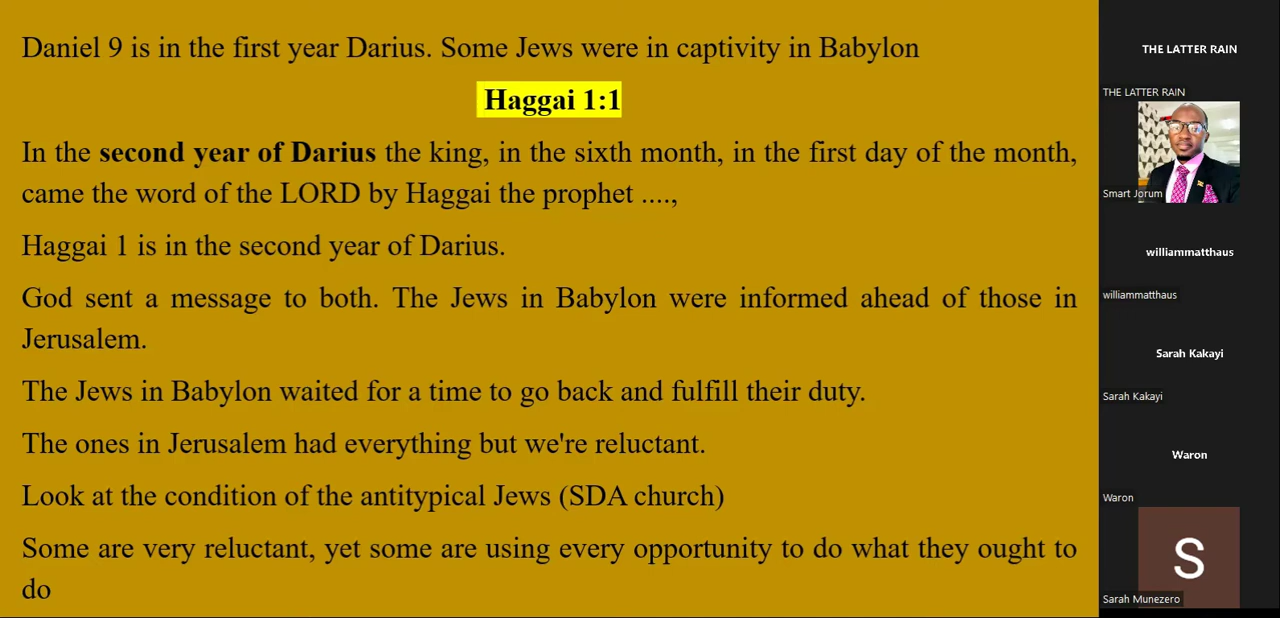 Daniel 9 is in the first year Darius. Some Jews were in captivity in Babylon
Haggai 1:1
In the second year of Darius the king, in the sixth month, in the first day of the month,
came the word of the LORD by Haggai the prophet ....,
Haggai 1 is in the second year of Darius.
God sent a message to both. The Jews in Babylon were informed ahead of those in
Jerusalem.
The Jews in Babylon waited for a time to go back and fulfill their duty.
The ones in Jerusalem had everything but we're reluctant.
Look at the condition of the antitypical Jews (SDA church)
Some are very reluctant, yet some are using every opportunity to do what they ought to
do
THE LATTER RAIN
THE LATTER RAIN
Smart Jorum
williammatthaus
williammatthaus
Sarah Kakayi
Sarah Kakayi
Waron
Waron
S
Sarah Munezero